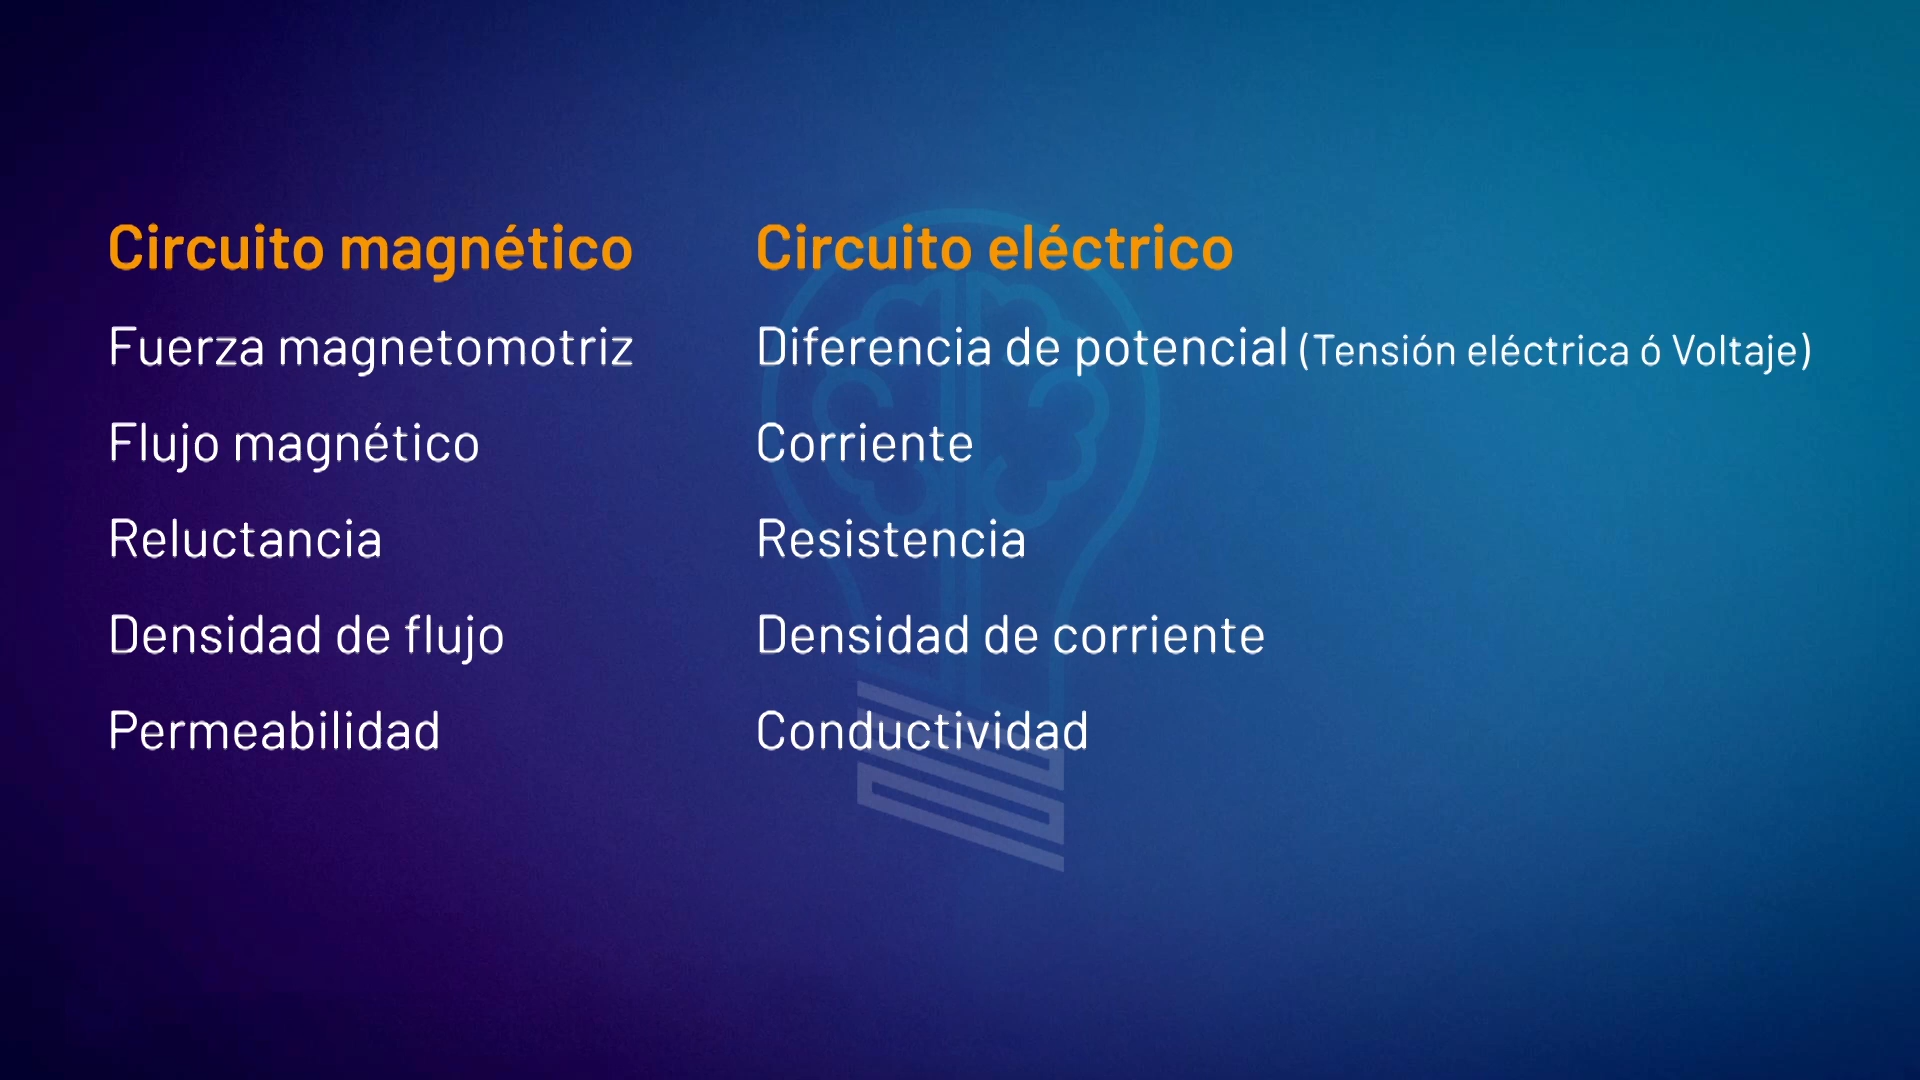 Circuito magnético Circuito eléctrico
Fuerza magnetomotriz Diferencia de potencial (Tensión eléctrica ó Voltaje)
Flujo magnético Corriente
Reluctancia Resistencia
Densidad de flujo Densidad de corriente
Permeabilidad Conductividad